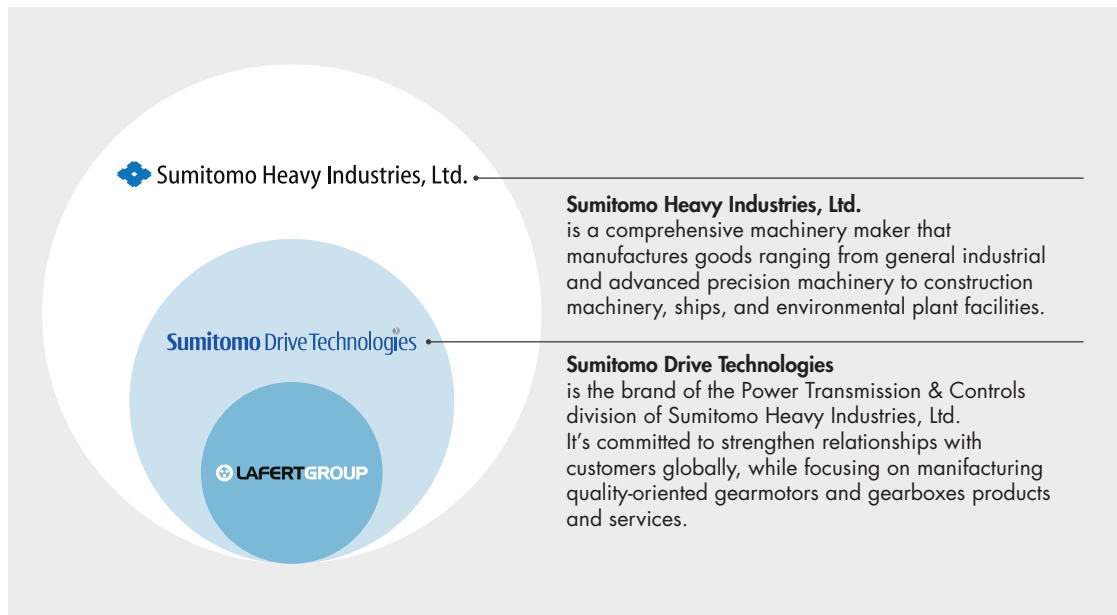 Sumitomo Heavy Industries, Ltd.
Sumitomo Heavy Industries, Ltd.
is a comprehensive machinery maker that
manufactures goods ranging from general industrial
and advanced precision machinery to construction
machinery, ships, and environmental plant facilities.
Sumitomo Drive Technologies
Sumitomo Drive Technologies
is the brand of the Power Transmission & Controls
division of Sumitomo Heavy Industries, Ltd.
It's committed to strengthen relationships with
customers globally, while focusing on manifacturing
quality-oriented gearmotors and gearboxes products
and services.
LAFERTGROUP